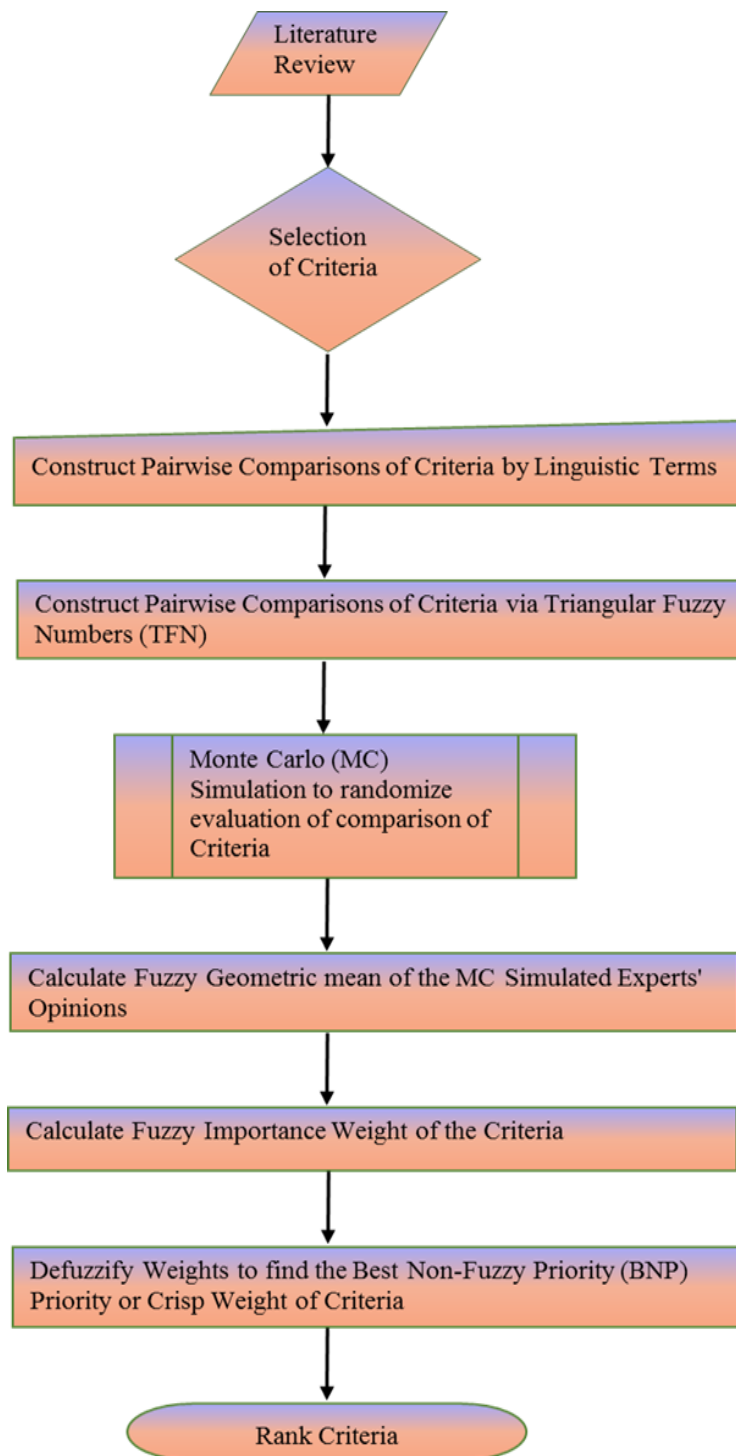 Literature
Review
Selection
of Criteria
Construct Pairwise Comparisons of Criteria by Linguistic Terms
Construct Pairwise Comparisons of Criteria via Triangular Fuzzy
Numbers (TFN)
Monte Carlo (MC)
Simulation to randomize
evaluation of comparison of
Criteria
Calculate Fuzzy Geometric mean of the MC Simulated Experts'
Opinions
Calculate Fuzzy Importance Weight of the Criteria
Defuzzify Weights to find the Best Non-Fuzzy Priority (BNP)
Priority or Crisp Weight of Criteria
Rank Criteria